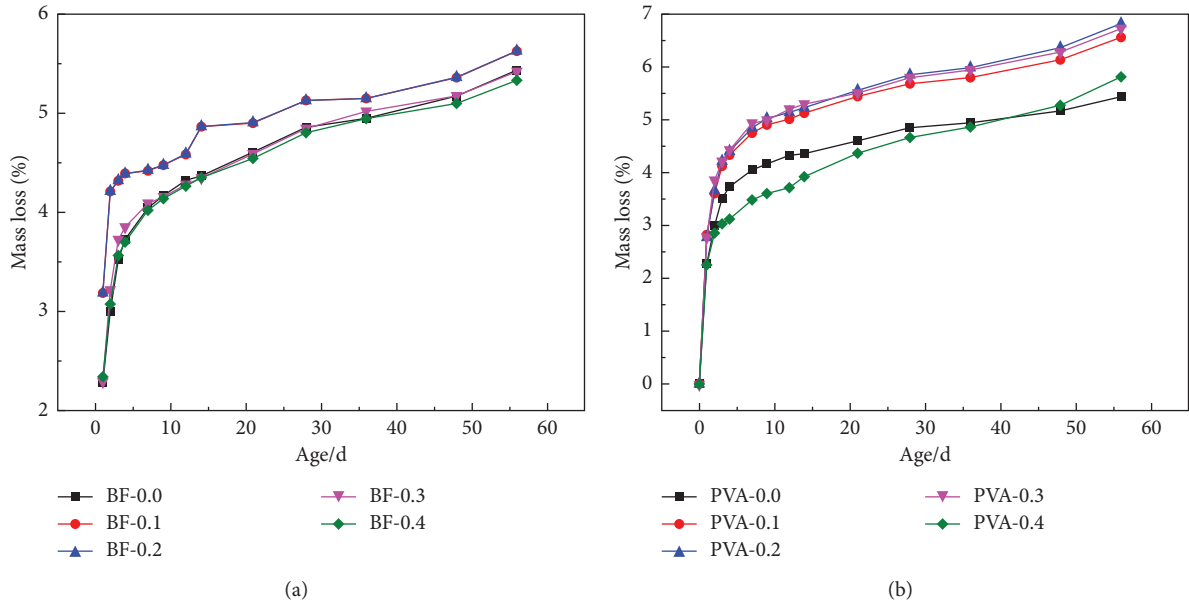 6
5
4
3
2
Mass loss (%)
0 10 20 30 40 50 60
Age/d
BF-0.0
BF-0.1
BF-0.2
BF-0.3
BF-0.4
(a)
7
6
5
4
3
2
1
0
Mass loss (%)
0 10 20 30 40 50 60
Age/d
PVA-0.0
PVA-0.1
PVA-0.2
PVA-0.3
PVA-0.4
(b)